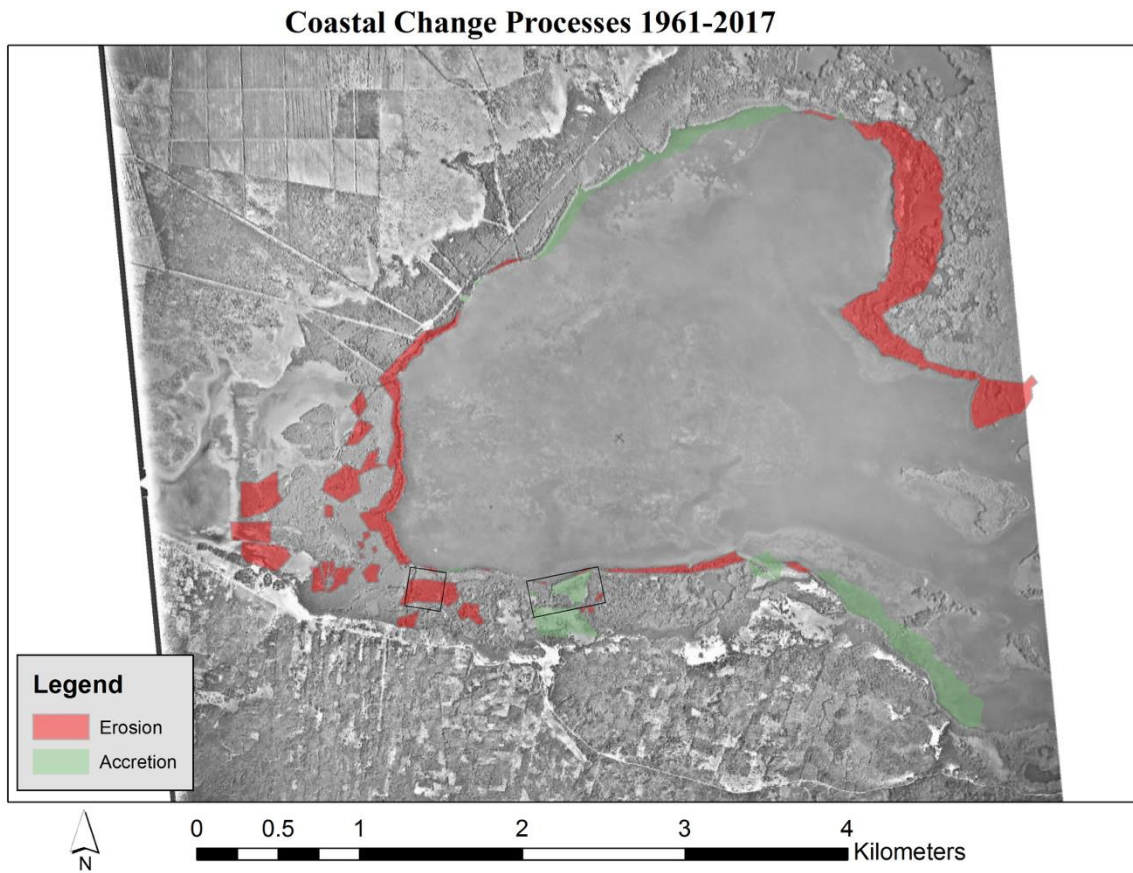 Coastal Change Processes 1961-2017
Legend
Erosion
Accretion
N
0 0.5 1 2 3 4
Kilometers